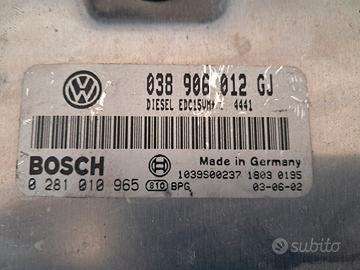 038 906 012 GJ
DIESEL EDC15VM+ 4441
BOSCH
Made in Germany
1039S00237 1803 0195
0 281 010 965 810 BPG 03-06-02
subito